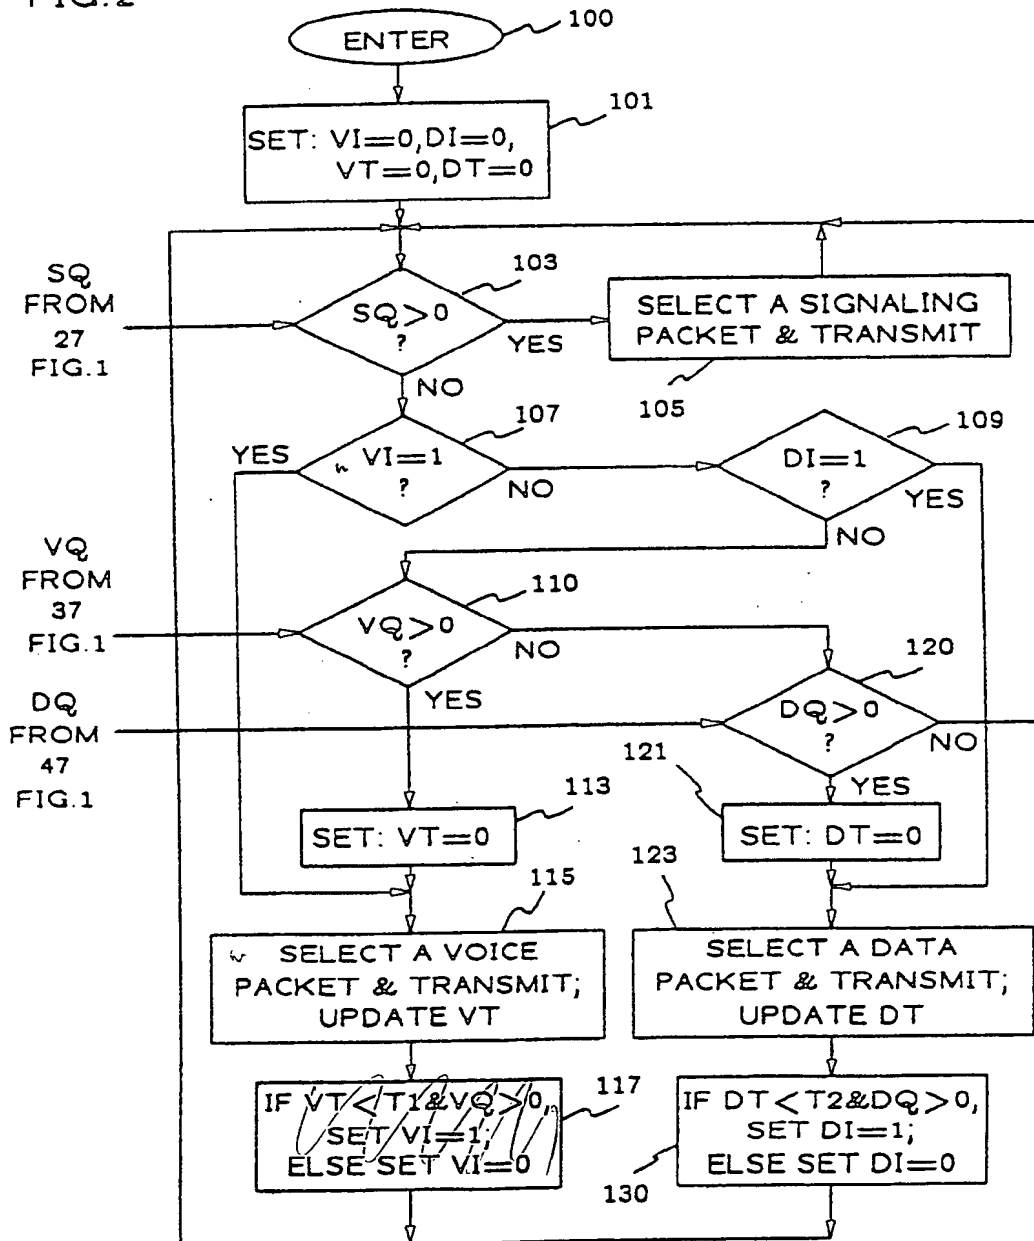 FIG.2
100
ENTER
101
SET: VI=0,DI=0,
VT=0,DT=0
SQ
FROM
27
FIG.1
103
SQ>0
?
YES
NO
SELECT A SIGNALING
PACKET & TRANSMIT
105
107
YES
VI=1
?
NO
109
DI=1
?
YES
NO
VQ
FROM
37
FIG.1
110
VQ>0
?
NO
YES
DQ
FROM
47
FIG.1
120
DQ>0
?
NO
YES
113
SET: VT=0
121
SET: DT=0
115
SELECT A VOICE
PACKET & TRANSMIT;
UPDATE VT
123
SELECT A DATA
PACKET & TRANSMIT;
UPDATE DT
117
IF VT<T1&VQ>0,
SET VI=1;
ELSE SET VI=0
IF DT<T2&DQ>0,
SET DI=1;
ELSE SET DI=0
130